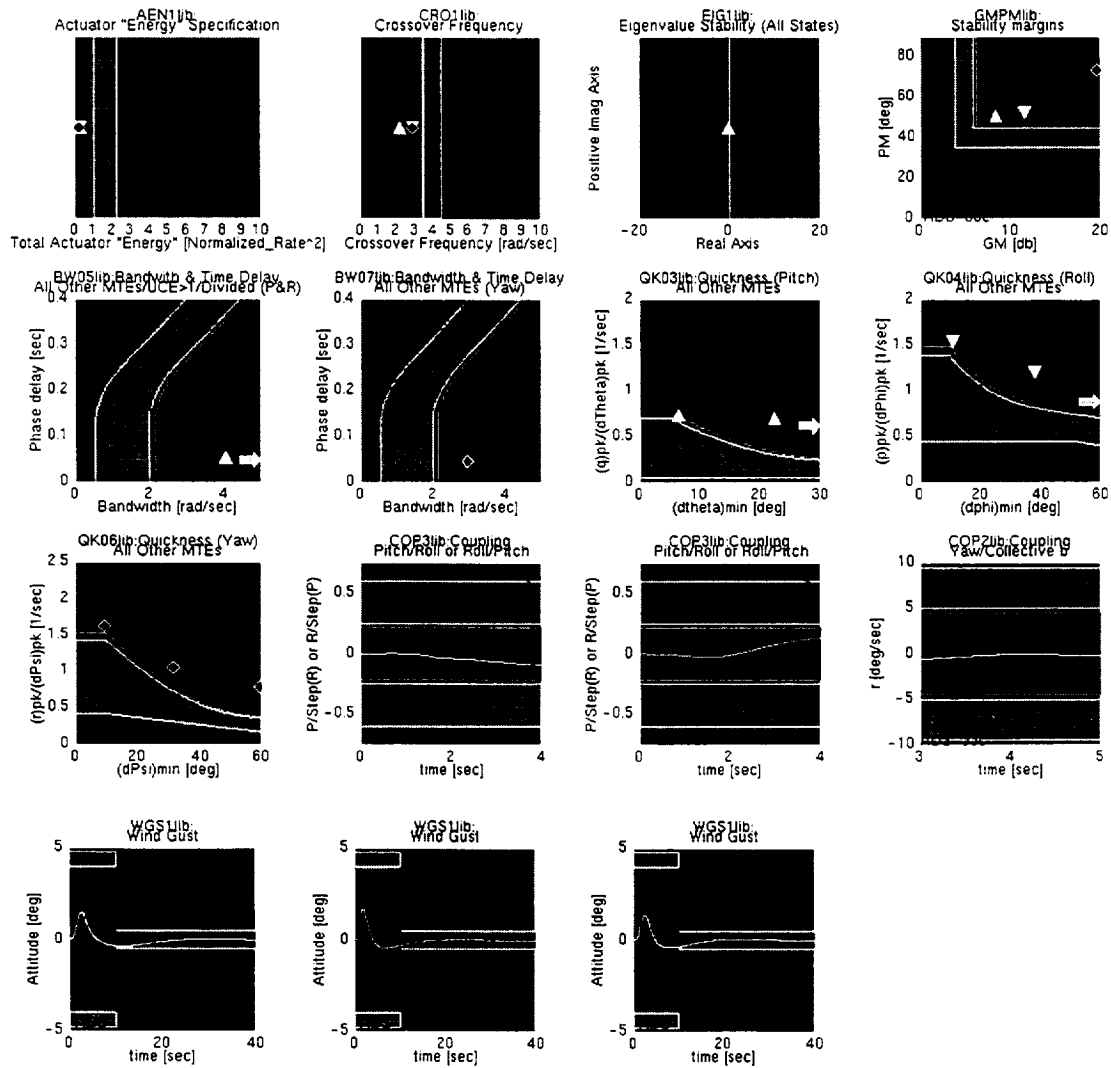 AEN1lib:
Actuator "Energy" Specification
0 1 2 3 4 5 6 7 8 9 10
Total Actuator "Energy" [Normalized_Rate^2]
CRO1lib:
Crossover Frequency
0 1 2 3 4 5 6 7 8 9 10
Crossover Frequency [rad/sec]
EIG1lib:
Eigenvalue Stability (All States)
Positive Imag Axis
-20 0 20
Real Axis
GMPMlib:
Stability margins
PM [deg]
80
60
40
20
0
10 20
GM [db]
BW05lib:Bandwith & Time Delay
All Other MTEs/UCE>1/Divided (P&R)
Phase delay [sec]
0.4
0.3
0.2
0.1
0
0 2 4
Bandwidth [rad/sec]
BW07lib:Bandwidth & Time Delay
All Other MTEs (Yaw)
Phase delay [sec]
0.4
0.3
0.2
0.1
0
0 2 4
Bandwidth [rad/sec]
QK03lib:Quickness (Pitch)
All Other MTEs
(q)pk/(dTheta)pk [1/sec]
2
1.5
1
0.5
0
0 10 20 30
(dtheta)min [deg]
QK04lib:Quickness (Roll)
All Other MTEs
(p)pk/(dPhi)pk [1/sec]
2
1.5
1
0.5
0
0 20 40 60
(dphi)min [deg]
QK06lib:Quickness (Yaw)
All Other MTEs
(r)pk/(dPsi)pk [1/sec]
2.5
2
1.5
1
0.5
0
0 20 40 60
(dPsi)min [deg]
COP3lib:Coupling
Pitch/Roll or Roll/Pitch
P/Step(R) or R/Step(P)
0.5
0
-0.5
0 2 4
time [sec]
COP3lib:Coupling
Pitch/Roll or Roll/Pitch
P/Step(R) or R/Step(P)
0.5
0
-0.5
0 2 4
time [sec]
COP2lib:Coupling
Yaw/Collective
r [deg/sec]
10
5
0
-5
-10
3 4 5
time [sec]
WGS1lib:
Wind Gust
Attitude [deg]
5
0
-5
0 20 40
time [sec]
WGS1lib:
Wind Gust
Attitude [deg]
5
0
-5
0 20 40
time [sec]
WGS1lib:
Wind Gust
Attitude [deg]
5
0
-5
0 20 40
time [sec]